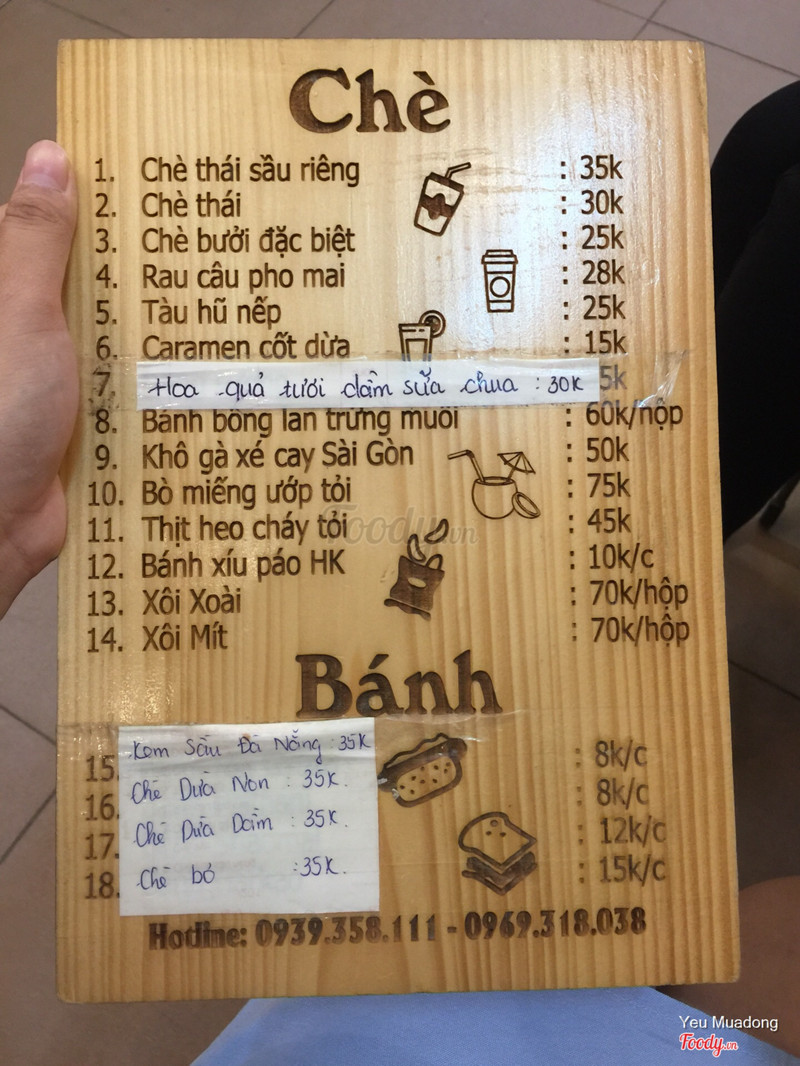 Chè
1. Chè thái sầu riêng : 35k
2. Chè thái : 30k
3. Chè bưởi đặc biệt : 25k
4. Rau câu pho mai : 28k
5. Tàu hũ nếp : 25k
6. Caramen cốt dừa : 15k
7. Hoa quả tươi dầm sữa chua : 30K 5k
8. Bánh bông lan trứng muối : 60k/hộp
9. Khô gà xé cay Sài Gòn : 50k
10. Bò miếng ướp tỏi : 75k
11. Thịt heo cháy tỏi : 45k
12. Bánh xíu páo HK : 10k/c
13. Xôi Xoài : 70k/hộp
14. Xôi Mít : 70k/hộp
Bánh
Kem Sầu Đà Nẵng : 35K
15. : 8k/c
Chè Dừa Non : 35K.
16. : 8k/c
Chè Dừa Dầm : 35K.
17. : 12k/c
Chè bơ : 35K.
18. : 15k/c
Hotline: 0939.358.111 - 0969.318.038
Foody.vn
Yeu Muadong
Foody.vn